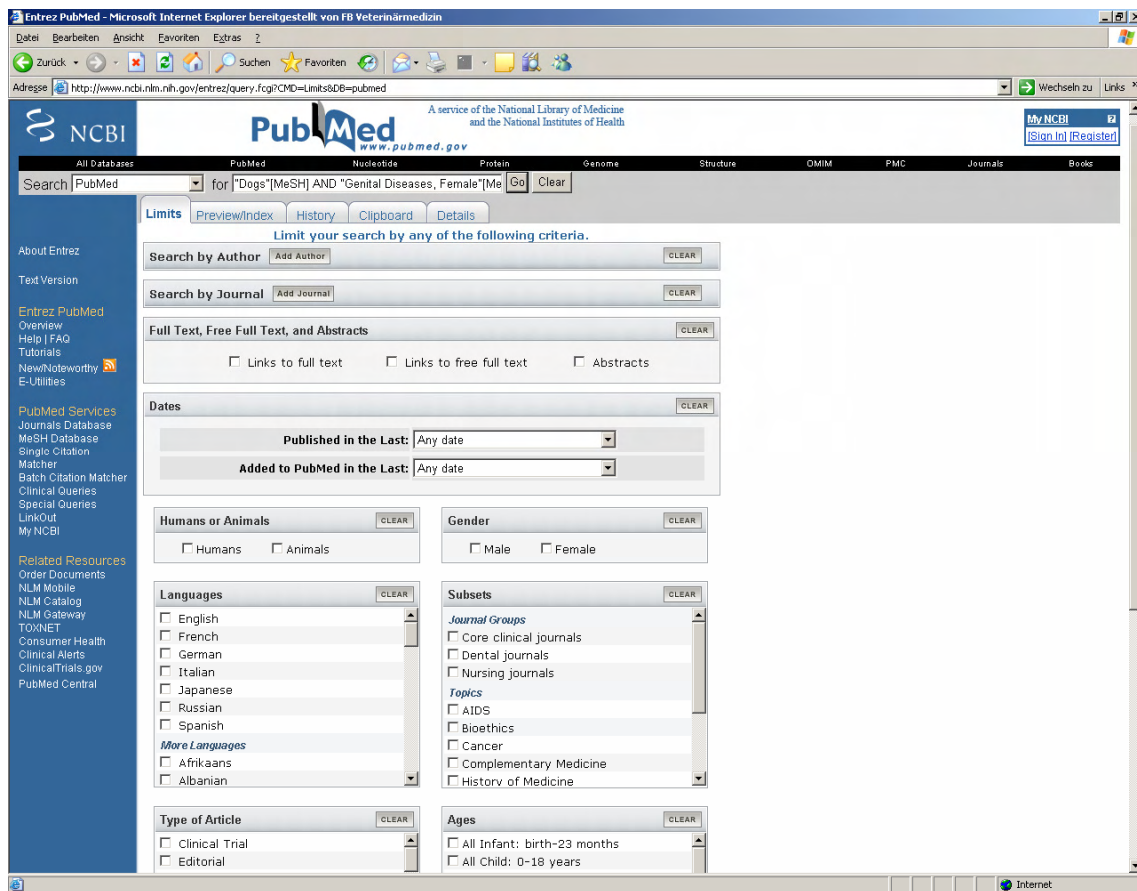 Entrez PubMed - Microsoft Internet Explorer bereitgestellt von FB Veterinärmedizin
Datei Bearbeiten Ansicht Favoriten Extras ?
Zurück Suchen Favoriten
Adresse http://www.ncbi.nlm.nih.gov/entrez/query.fcgi?CMD=Limits&DB=pubmed Wechseln zu Links »
NCBI
PubMed
www.pubmed.gov
A service of the National Library of Medicine
and the National Institutes of Health
My NCBI ?
[Sign In] [Register]
All Databases PubMed Nucleotide Protein Genome Structure OMIM PMC Journals Books
Search PubMed for "Dogs"[MeSH] AND "Genital Diseases, Female"[Me Go Clear
Limits Preview/Index History Clipboard Details
Limit your search by any of the following criteria.
About Entrez
Text Version
Entrez PubMed
Overview
Help | FAQ
Tutorials
New/Noteworthy
E-Utilities
PubMed Services
Journals Database
MeSH Database
Single Citation
Matcher
Batch Citation Matcher
Clinical Queries
Special Queries
LinkOut
My NCBI
Related Resources
Order Documents
NLM Mobile
NLM Catalog
NLM Gateway
TOXNET
Consumer Health
Clinical Alerts
ClinicalTrials.gov
PubMed Central
Search by Author Add Author CLEAR
Search by Journal Add Journal CLEAR
Full Text, Free Full Text, and Abstracts CLEAR
Links to full text Links to free full text Abstracts
Dates CLEAR
Published in the Last: Any date
Added to PubMed in the Last: Any date
Humans or Animals CLEAR
Humans Animals
Gender CLEAR
Male Female
Languages CLEAR
English
French
German
Italian
Japanese
Russian
Spanish
More Languages
Afrikaans
Albanian
Subsets CLEAR
Journal Groups
Core clinical journals
Dental journals
Nursing journals
Topics
AIDS
Bioethics
Cancer
Complementary Medicine
History of Medicine
Type of Article CLEAR
Clinical Trial
Editorial
Ages CLEAR
All Infant: birth-23 months
All Child: 0-18 years
Internet